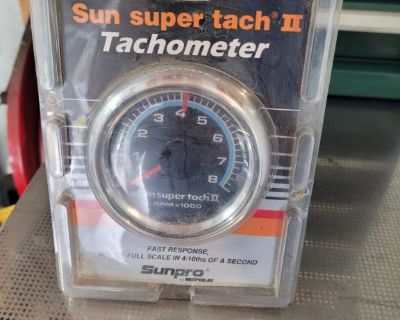 Sun super tach® II
Tachometer
2 3 4 5 6 7 8
sun super tach II
RPM × 1000
FAST RESPONSE,
FULL SCALE IN 4/10ths OF A SECOND
Sunpro®